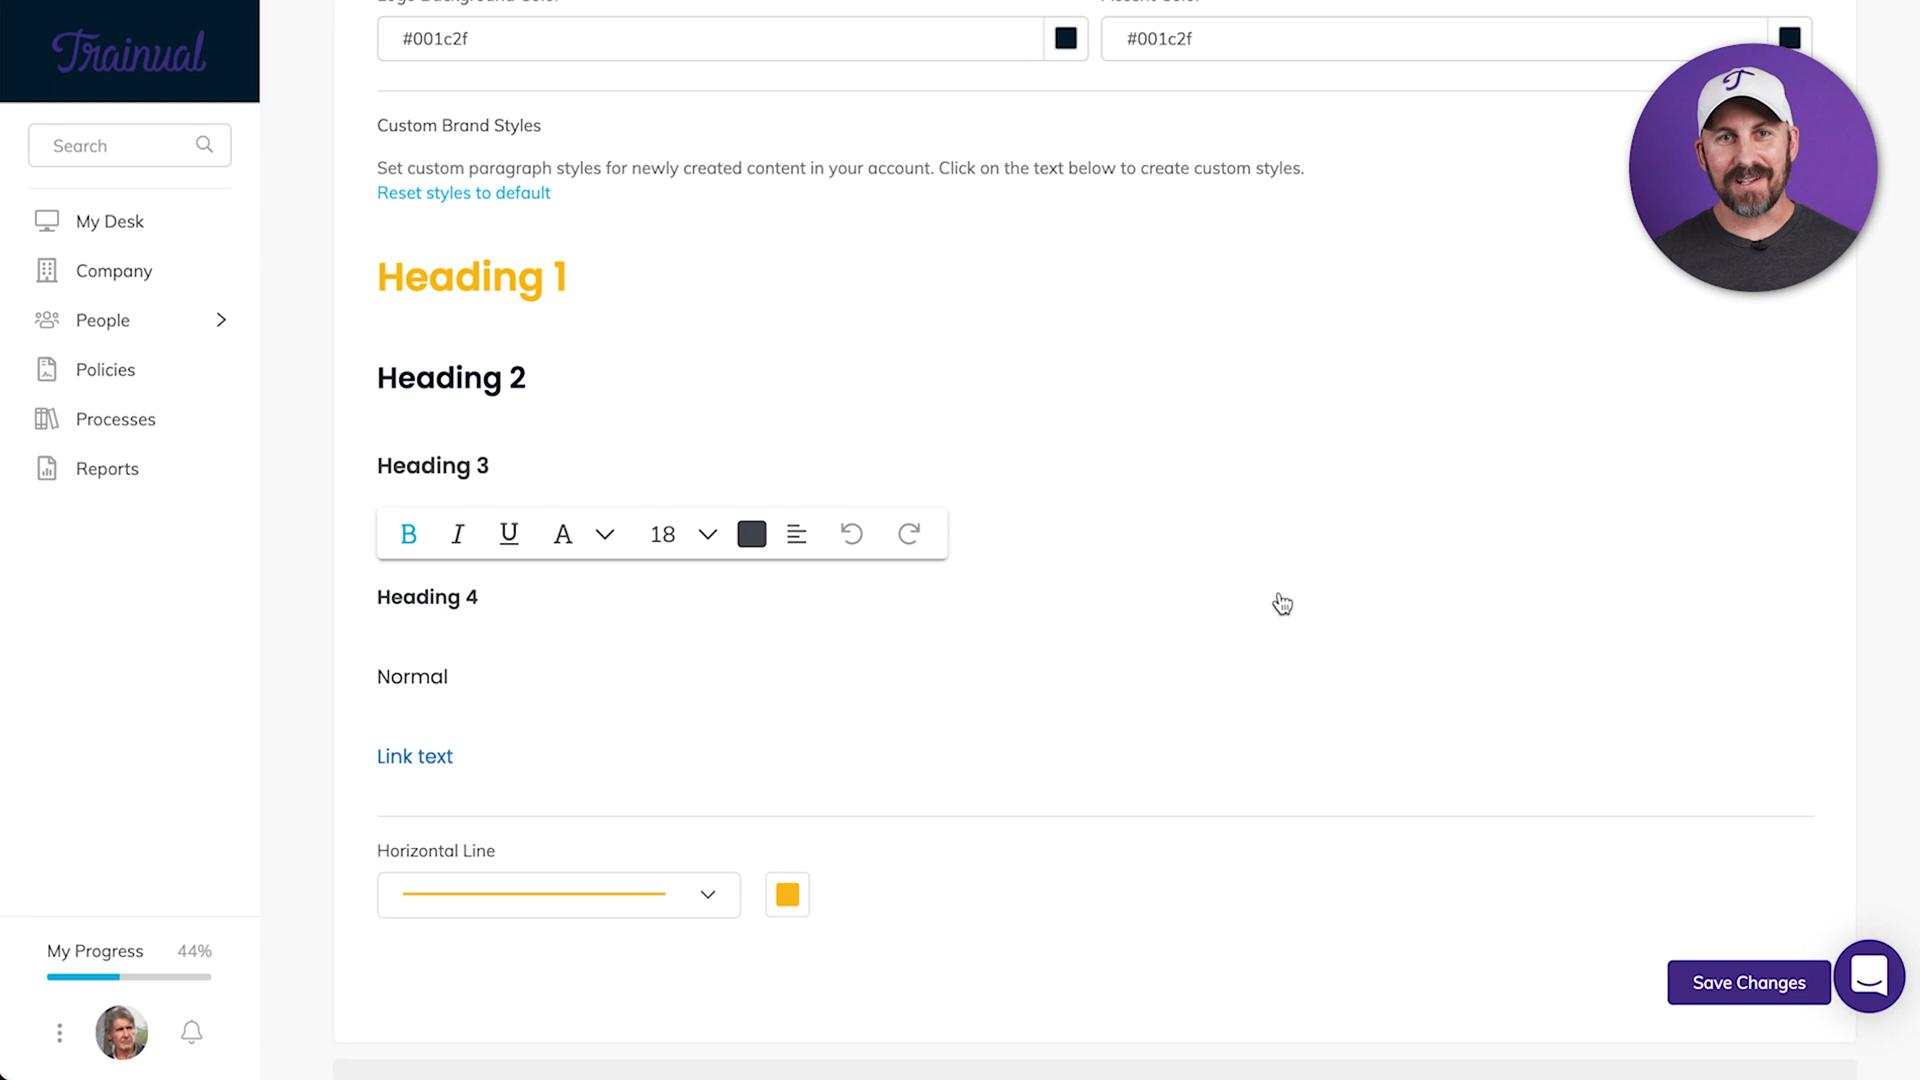 Trainual
#001c2f
#001c2f
Search
Custom Brand Styles
Set custom paragraph styles for newly created content in your account. Click on the text below to create custom styles.
Reset styles to default
My Desk
Company
People
Policies
Processes
Reports
Heading 1
Heading 2
Heading 3
B I U A 18
Heading 4
Normal
Link text
Horizontal Line
My Progress 44%
Save Changes